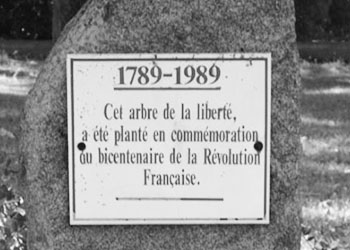 1789-1989
Cet arbre de la liberté,
a été planté en commémoration
du bicentenaire de la Révolution
Française.